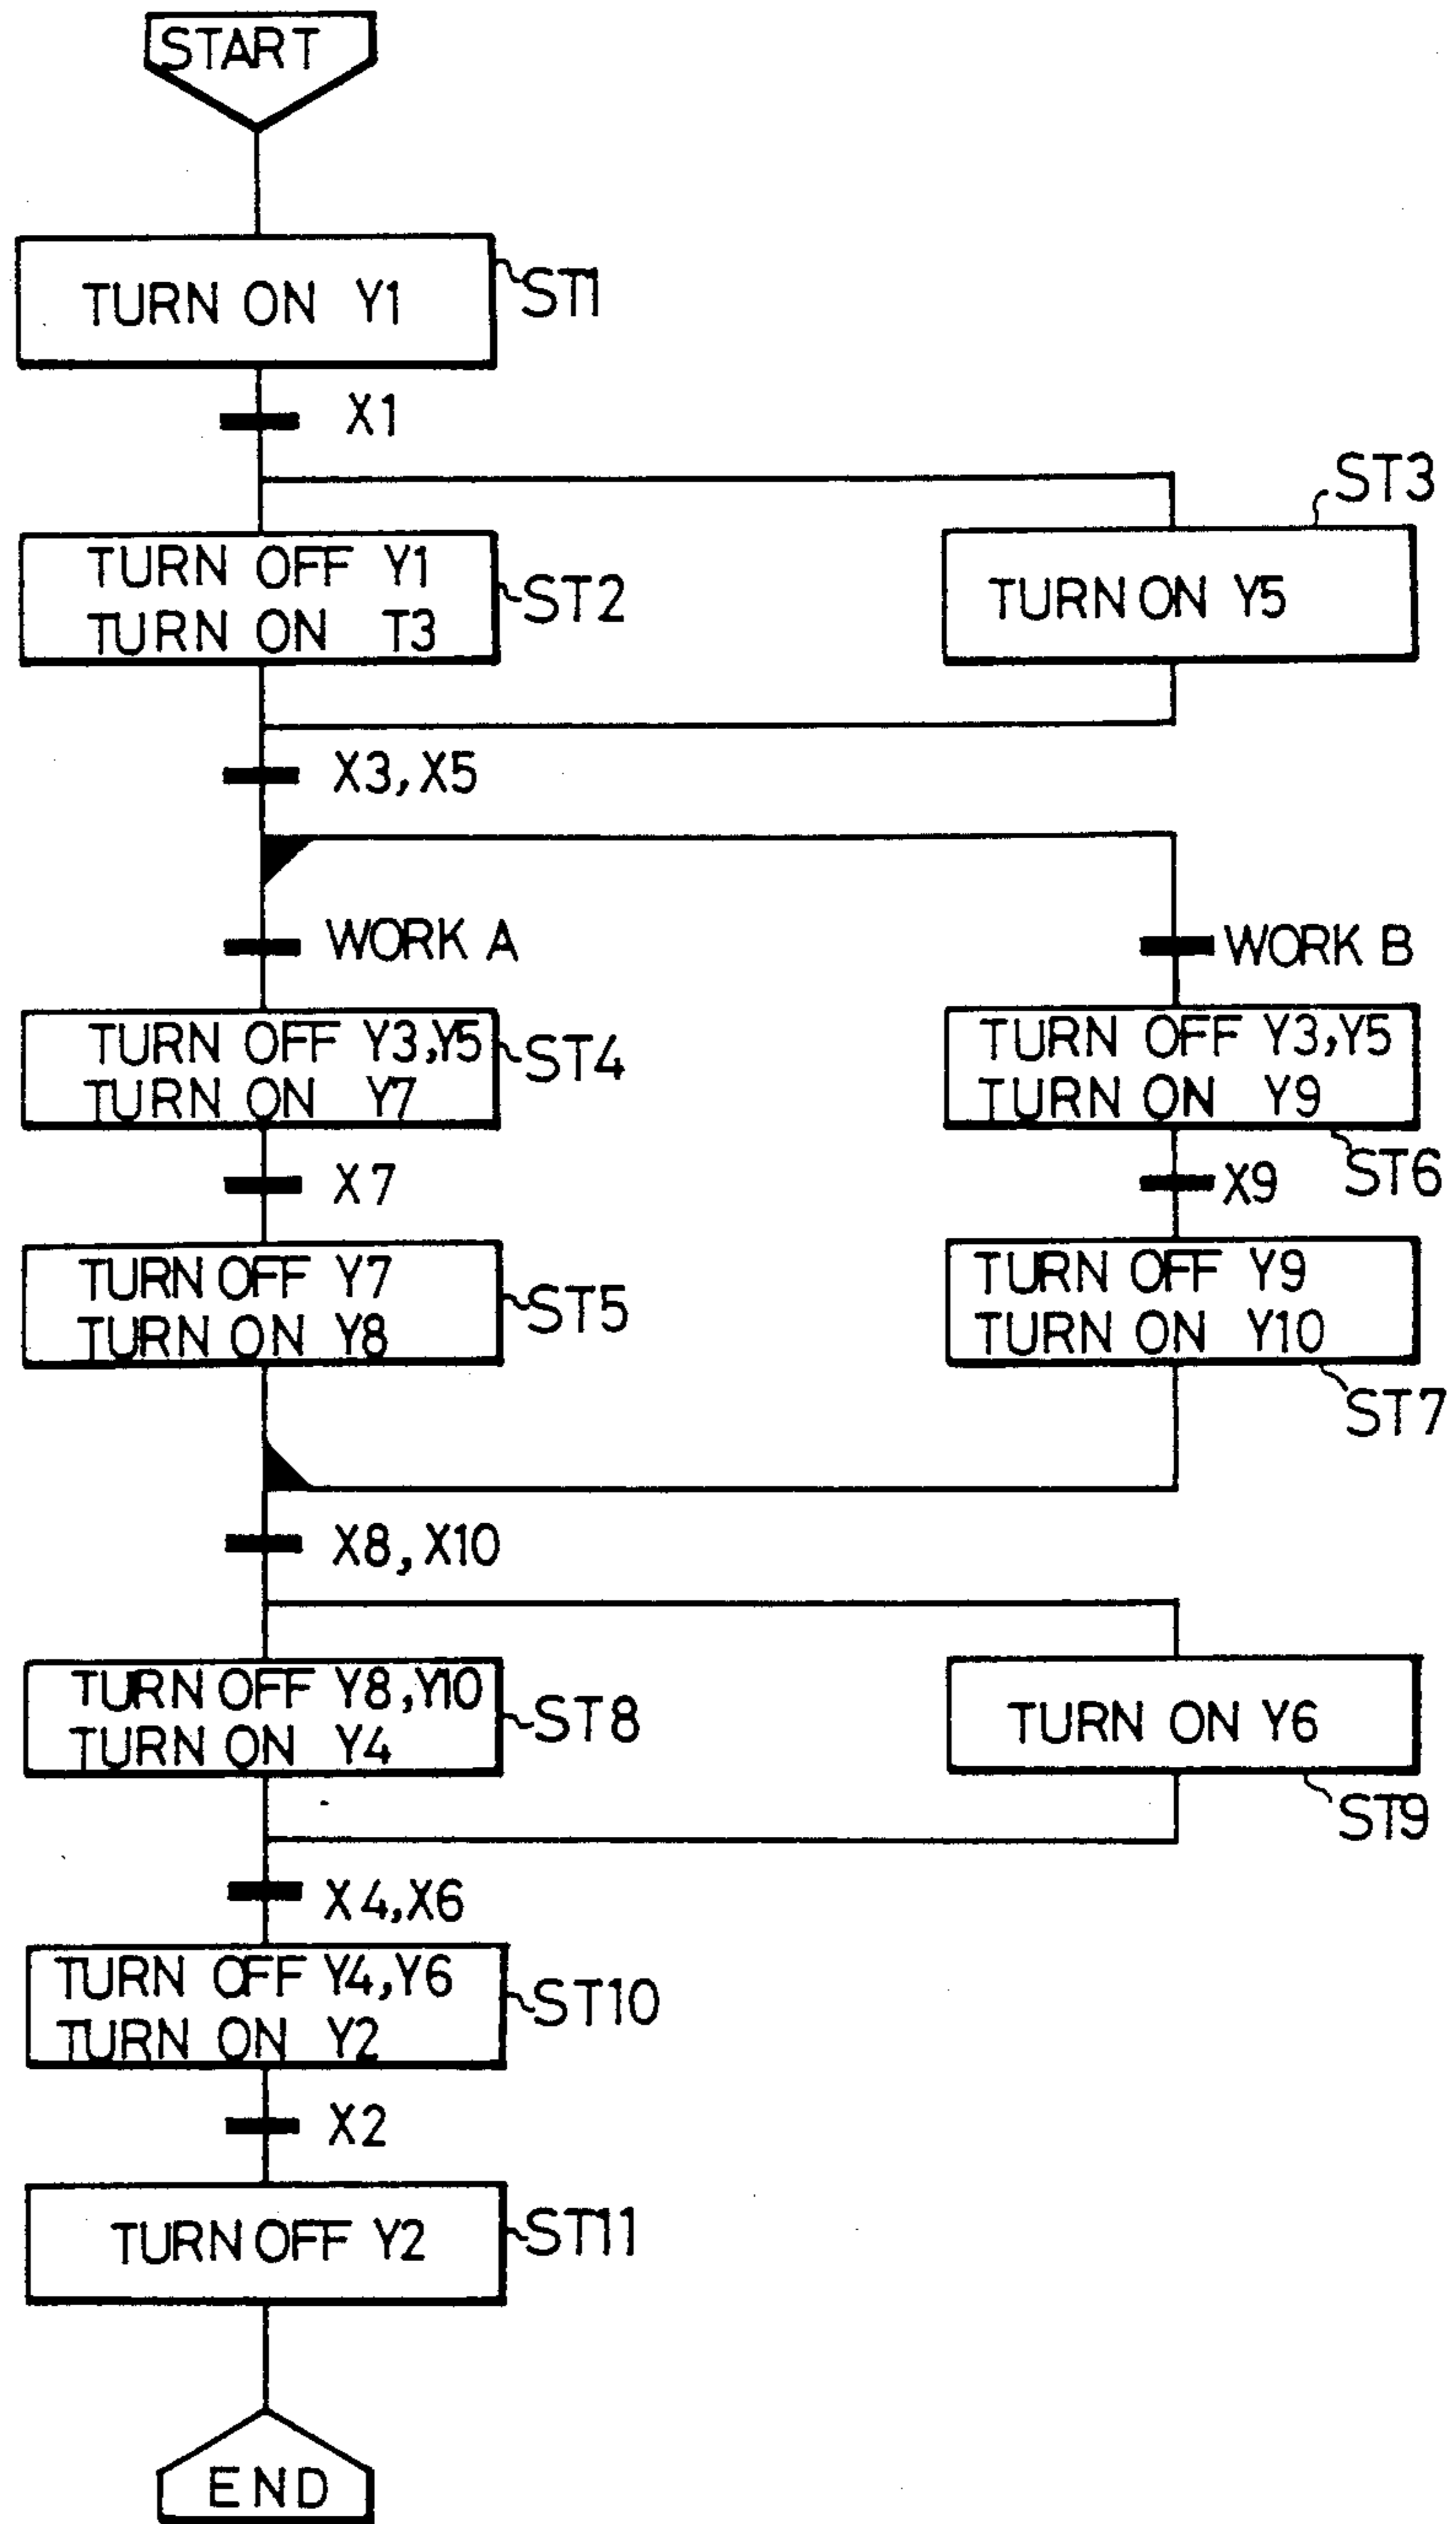 START
TURN ON Y1
ST1
X1
TURN OFF Y1
TURN ON T3
ST2
TURN ON Y5
ST3
X3, X5
WORK A
WORK B
TURN OFF Y3,Y5
TURN ON Y7
ST4
TURN OFF Y3,Y5
TURN ON Y9
ST6
X7
X9
TURN OFF Y7
TURN ON Y8
ST5
TURN OFF Y9
TURN ON Y10
ST7
X8, X10
TURN OFF Y8,Y10
TURN ON Y4
ST8
TURN ON Y6
ST9
X4,X6
TURN OFF Y4,Y6
TURN ON Y2
ST10
X2
TURN OFF Y2
ST11
END